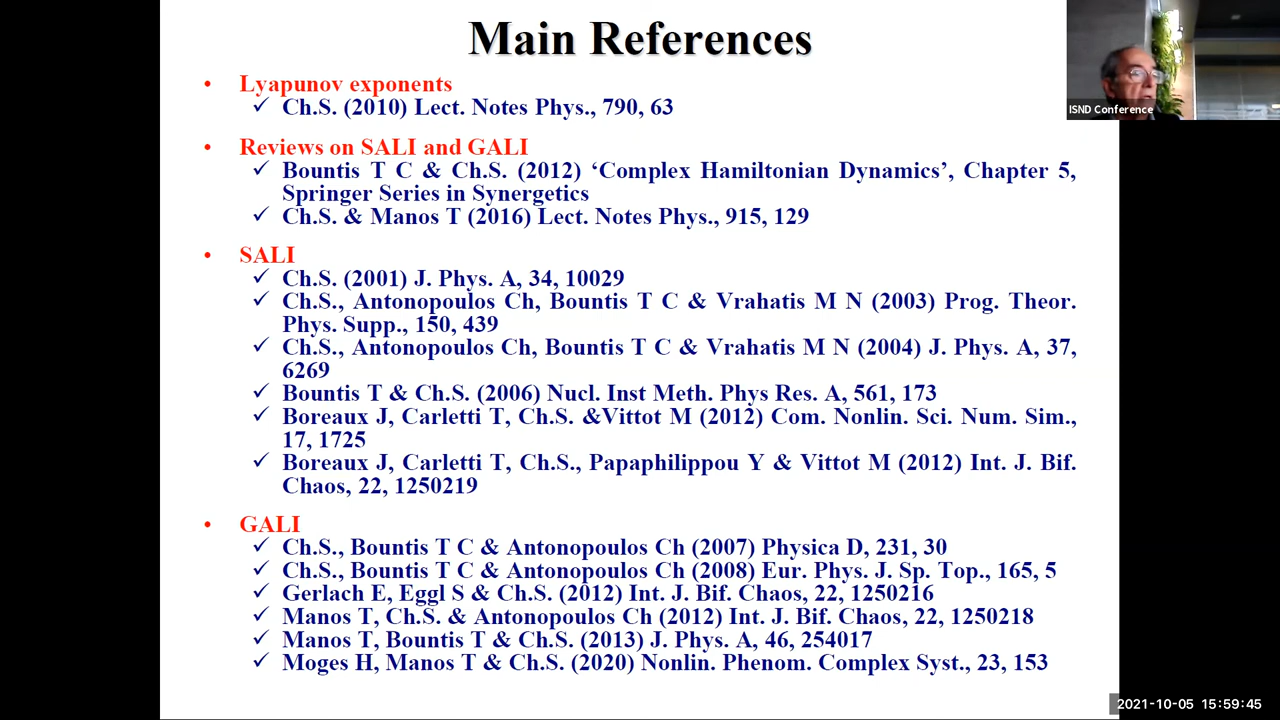 Main References
• Lyapunov exponents
✓ Ch.S. (2010) Lect. Notes Phys., 790, 63
• Reviews on SALI and GALI
✓ Bountis T C & Ch.S. (2012) ‘Complex Hamiltonian Dynamics’, Chapter 5,
Springer Series in Synergetics
✓ Ch.S. & Manos T (2016) Lect. Notes Phys., 915, 129
• SALI
✓ Ch.S. (2001) J. Phys. A, 34, 10029
✓ Ch.S., Antonopoulos Ch, Bountis T C & Vrahatis M N (2003) Prog. Theor.
Phys. Supp., 150, 439
✓ Ch.S., Antonopoulos Ch, Bountis T C & Vrahatis M N (2004) J. Phys. A, 37,
6269
✓ Bountis T & Ch.S. (2006) Nucl. Inst Meth. Phys Res. A, 561, 173
✓ Boreaux J, Carletti T, Ch.S. &Vittot M (2012) Com. Nonlin. Sci. Num. Sim.,
17, 1725
✓ Boreaux J, Carletti T, Ch.S., Papaphilippou Y & Vittot M (2012) Int. J. Bif.
Chaos, 22, 1250219
• GALI
✓ Ch.S., Bountis T C & Antonopoulos Ch (2007) Physica D, 231, 30
✓ Ch.S., Bountis T C & Antonopoulos Ch (2008) Eur. Phys. J. Sp. Top., 165, 5
✓ Gerlach E, Eggl S & Ch.S. (2012) Int. J. Bif. Chaos, 22, 1250216
✓ Manos T, Ch.S. & Antonopoulos Ch (2012) Int. J. Bif. Chaos, 22, 1250218
✓ Manos T, Bountis T & Ch.S. (2013) J. Phys. A, 46, 254017
✓ Moges H, Manos T & Ch.S. (2020) Nonlin. Phenom. Complex Syst., 23, 153
ISND Conference
2021-10-05 15:59:45